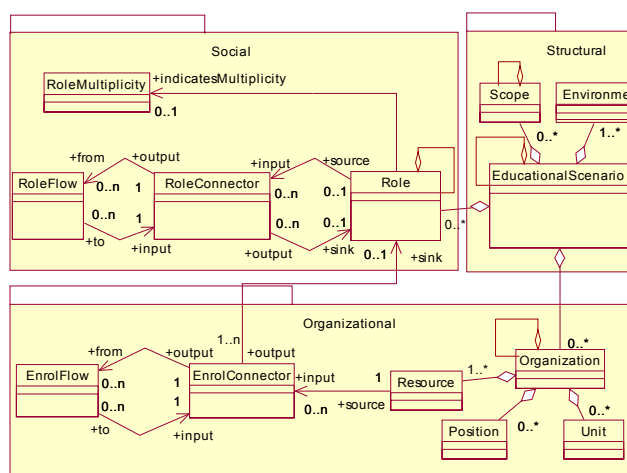 Social
Structural
RoleMultiplicity
+indicatesMultiplicity
0..1
Scope
Environme
0..*
1..*
+from
+output
+input
+source
RoleFlow
RoleConnector
Role
EducationalScenario
0..n
1
0..n
0..1
0..n
1
0..n
0..1
0..*
+to
+input
+output
+sink
0..1
+sink
Organizational
1..n
0..*
+from
+output
+output
Organization
EnrolFlow
EnrolConnector
+input
1
Resource
1..*
0..n
1
0..n
1
0..n
+source
+to
+input
0..*
0..*
Position
Unit